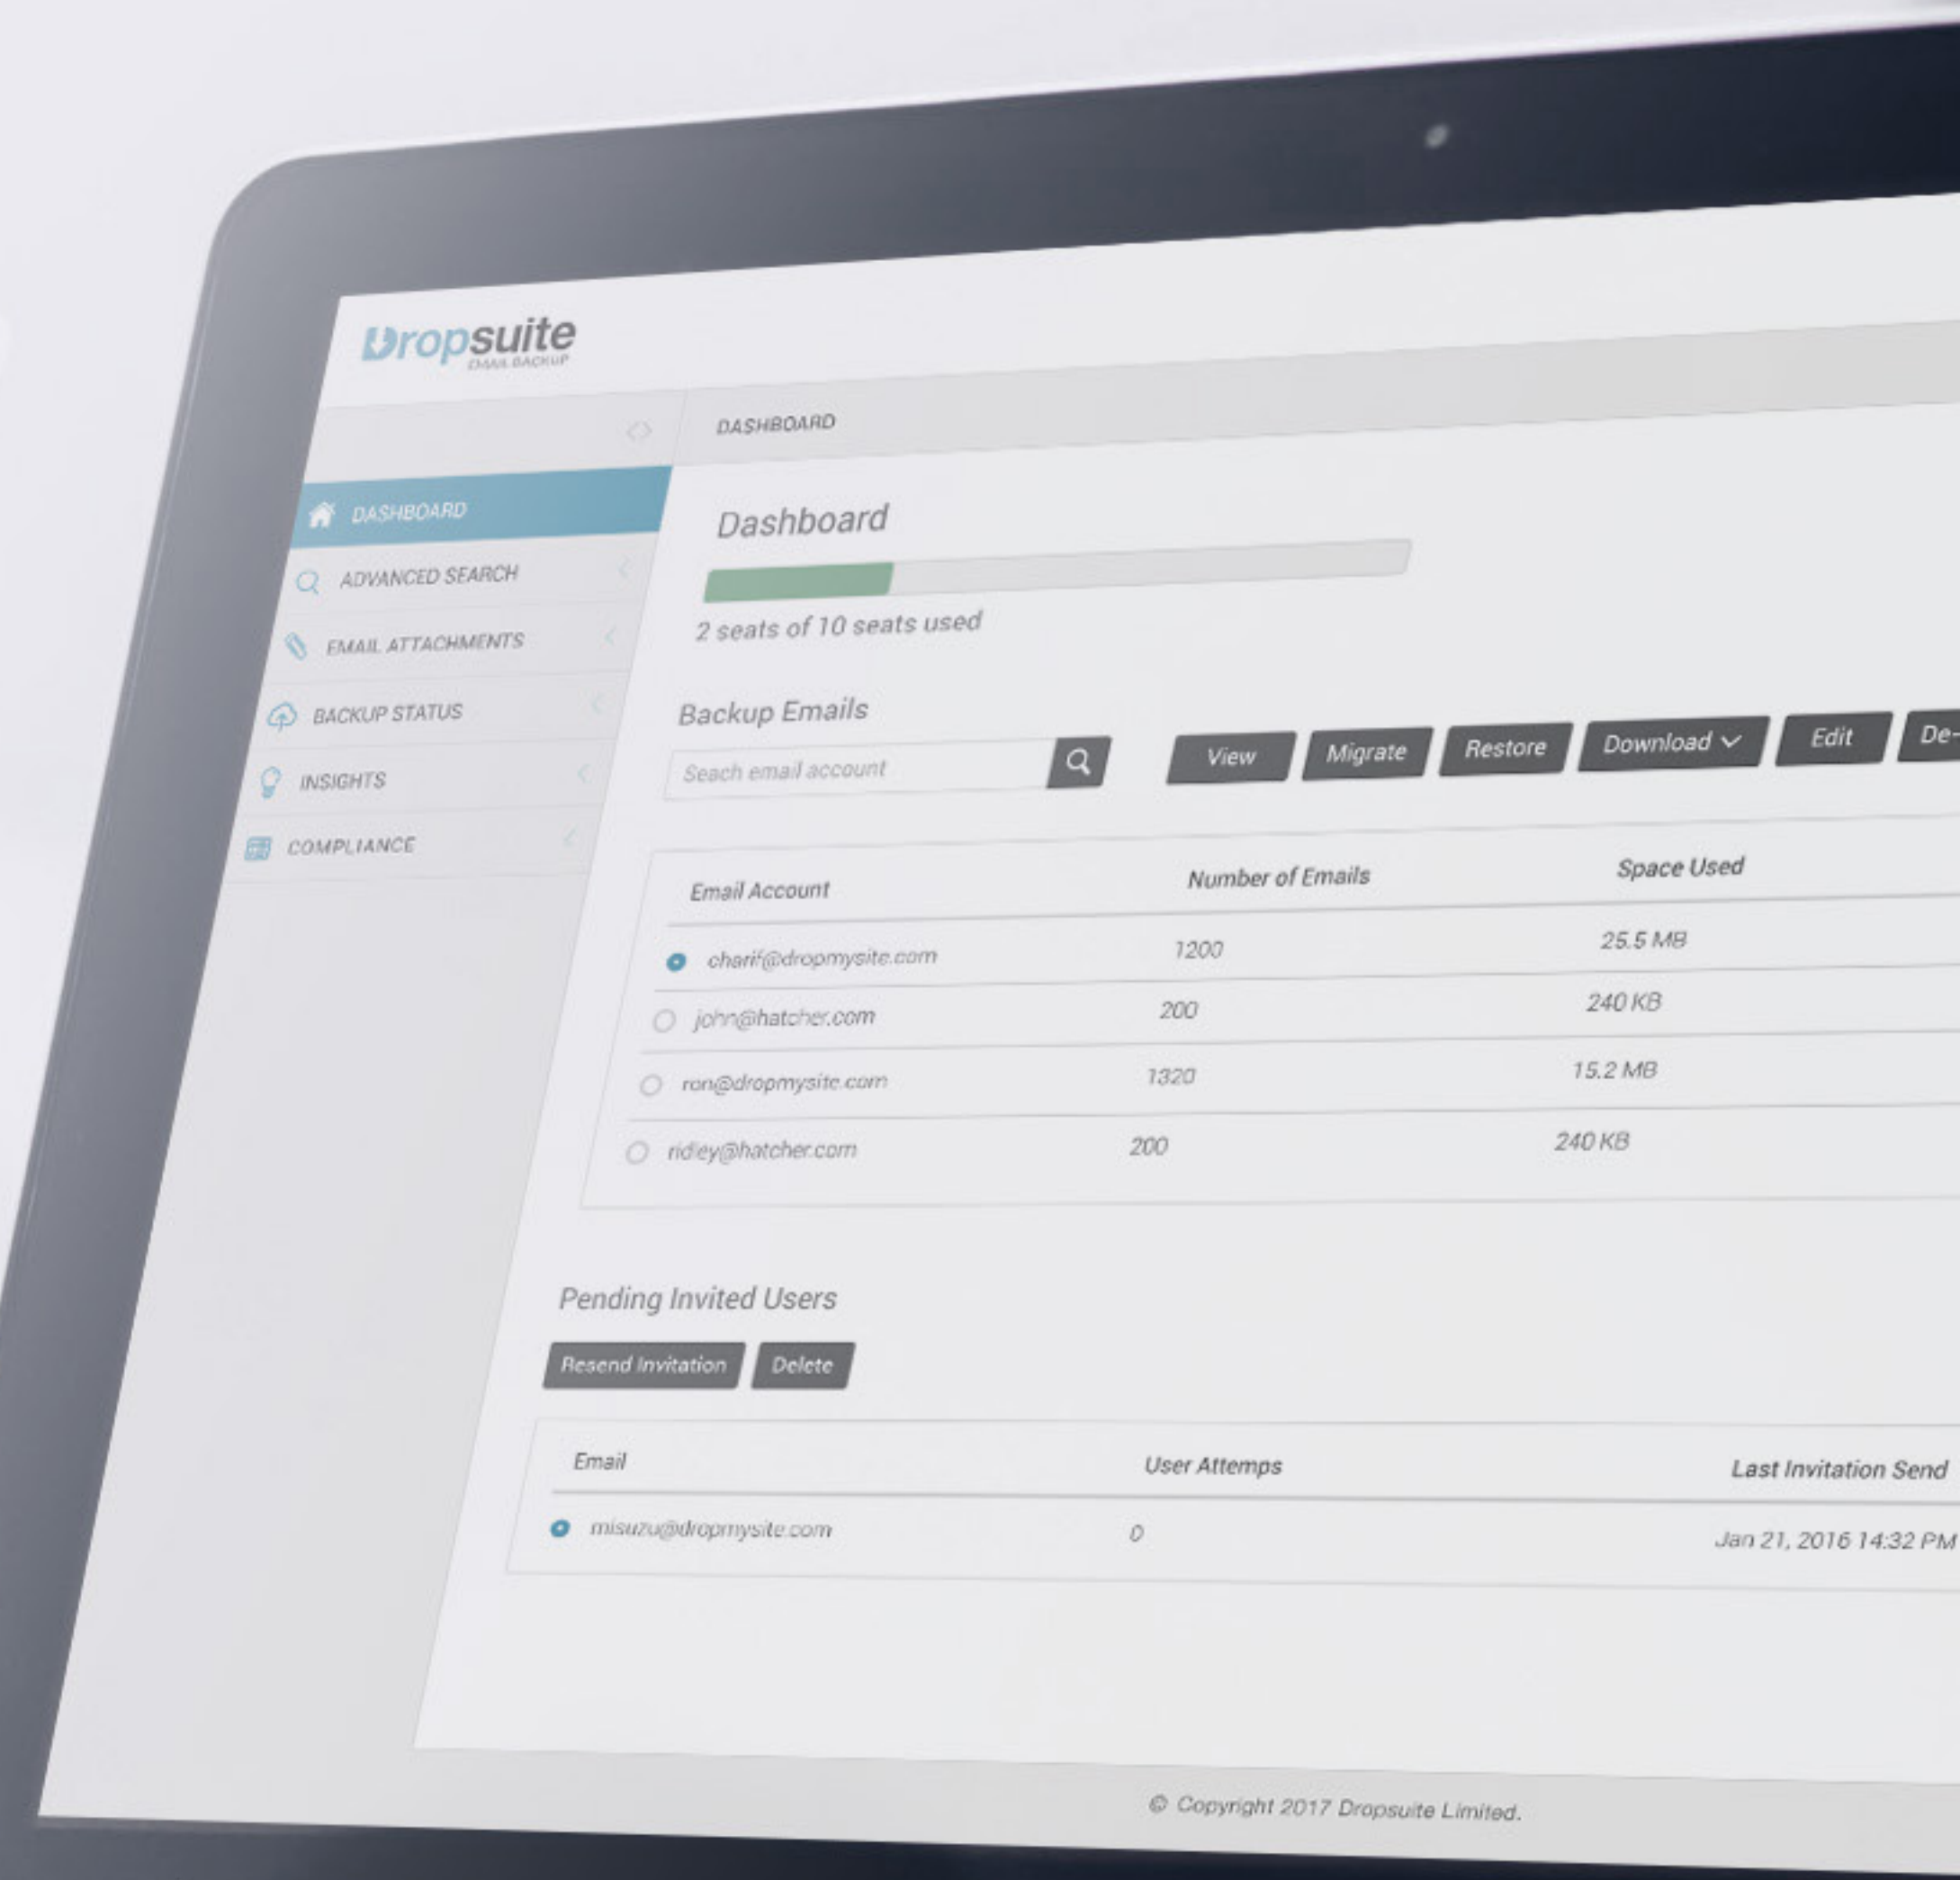 Dropsuite
EMAIL BACKUP
DASHBOARD
DASHBOARD
ADVANCED SEARCH
EMAIL ATTACHMENTS
BACKUP STATUS
INSIGHTS
COMPLIANCE
Dashboard
2 seats of 10 seats used
Backup Emails
Seach email account View Migrate Restore Download Edit De-
Email Account Number of Emails Space Used
charif@dropmysite.com 1200 25.5 MB
john@hatcher.com 200 240 KB
ron@dropmysite.com 1320 15.2 MB
ridley@hatcher.com 200 240 KB
Pending Invited Users
Resend Invitation Delete
Email User Attemps Last Invitation Send
misuzu@dropmysite.com 0 Jan 21, 2016 14:32 PM
© Copyright 2017 Dropsuite Limited.